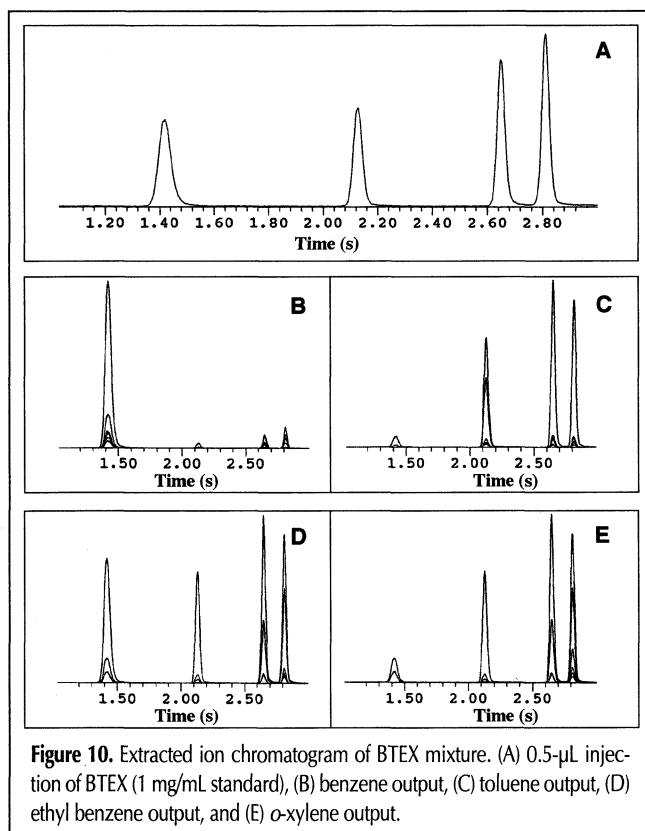 A
1.20 1.40 1.60 1.80 2.00 2.20 2.40 2.60 2.80
Time (s)
B
1.50 2.00 2.50
Time (s)
C
1.50 2.00 2.50
Time (s)
D
1.50 2.00 2.50
Time (s)
E
1.50 2.00 2.50
Time (s)
Figure 10. Extracted ion chromatogram of BTEX mixture. (A) 0.5-µL injec-
tion of BTEX (1 mg/mL standard), (B) benzene output, (C) toluene output, (D)
ethyl benzene output, and (E) o-xylene output.